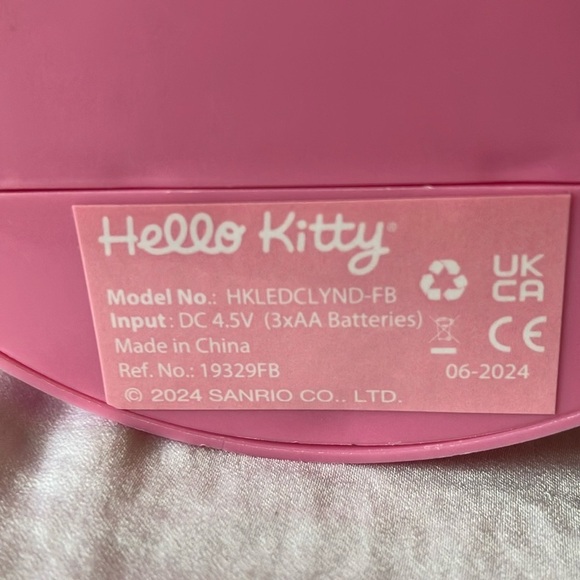 Hello Kitty®
Model No.: HKLEDCLYND-FB
Input: DC 4.5V (3xAA Batteries)
Made in China
Ref. No.: 19329FB
© 2024 SANRIO CO., LTD.
UK
CA
CE
06-2024